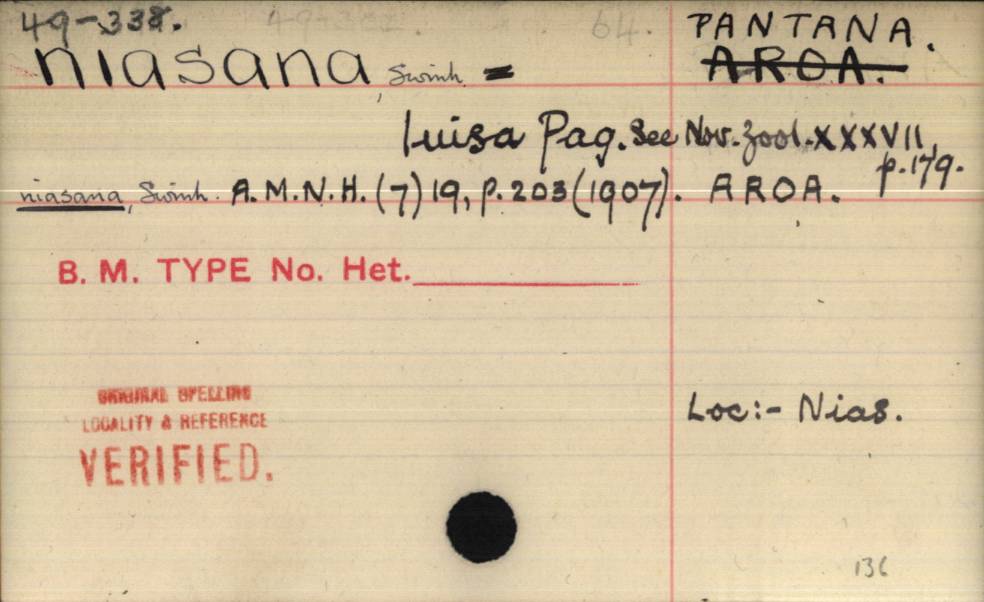 49-338. 64. PANTANA.
niasana, Swinh = AROA.
luisa Pag. See Nov. Zool. XXXVII, p. 179.
niasana, Swinh. A.M.N.H. (7) 19, p. 203 (1907). AROA.
B. M. TYPE No. Het.
ORIGINAL SPELLING
LOCALITY & REFERENCE
VERIFIED.
Loc:- Nias.
136